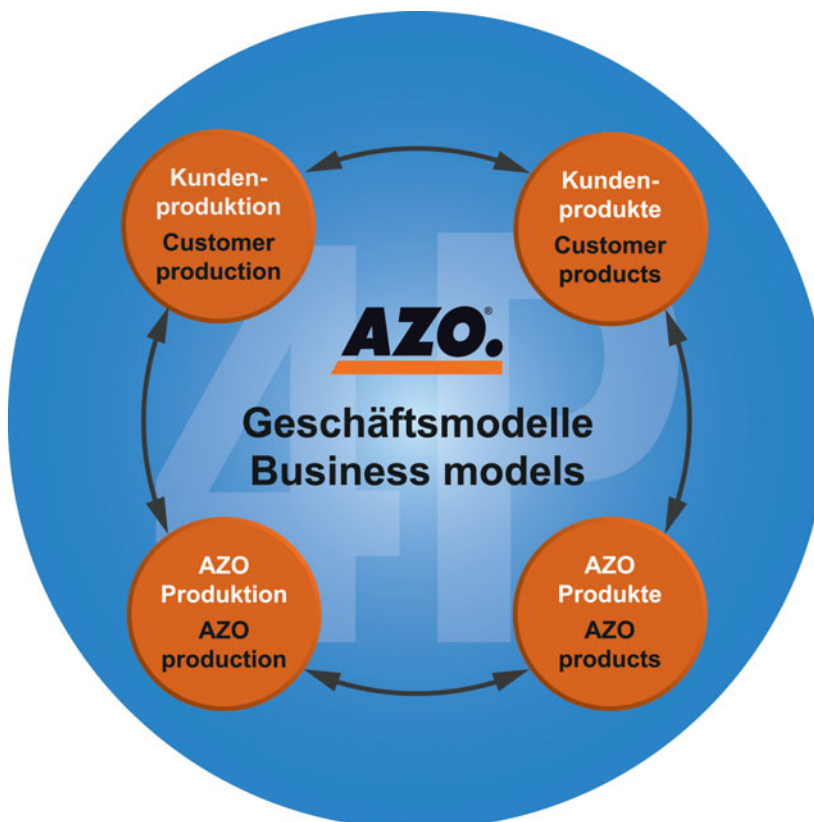 Kunden-
produktion
Customer
production
Kunden-
produkte
Customer
products
4P
AZO.®
Geschäftsmodelle
Business models
AZO
Produktion
AZO
production
AZO
Produkte
AZO
products